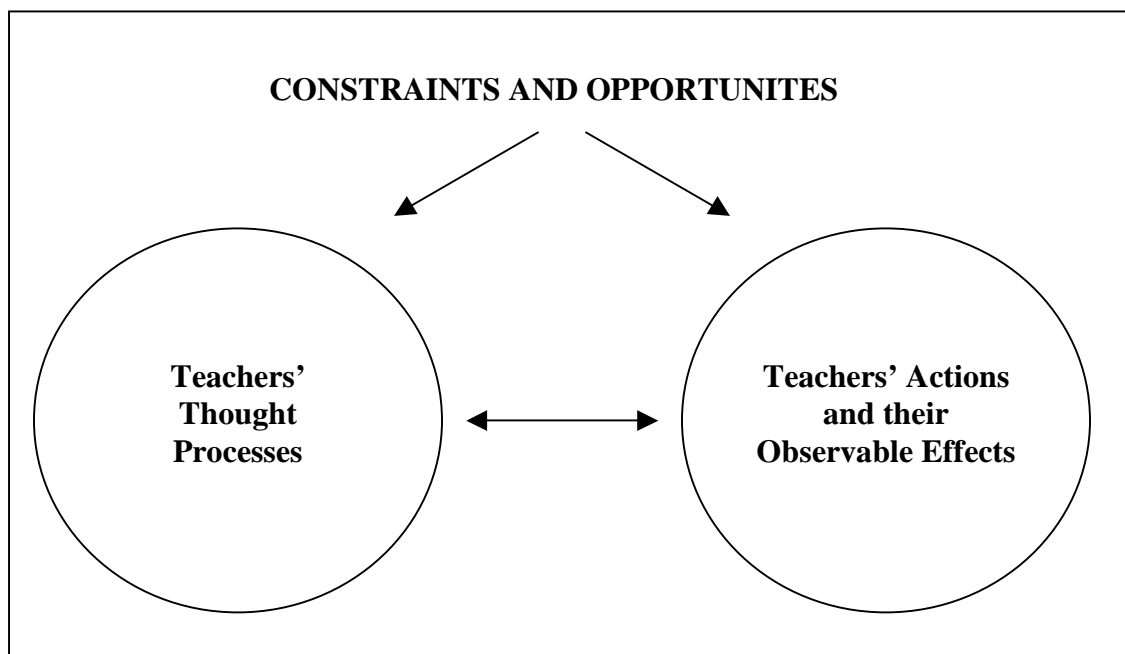 CONSTRAINTS AND OPPORTUNITES
Teachers’
Thought
Processes
Teachers’ Actions
and their
Observable Effects